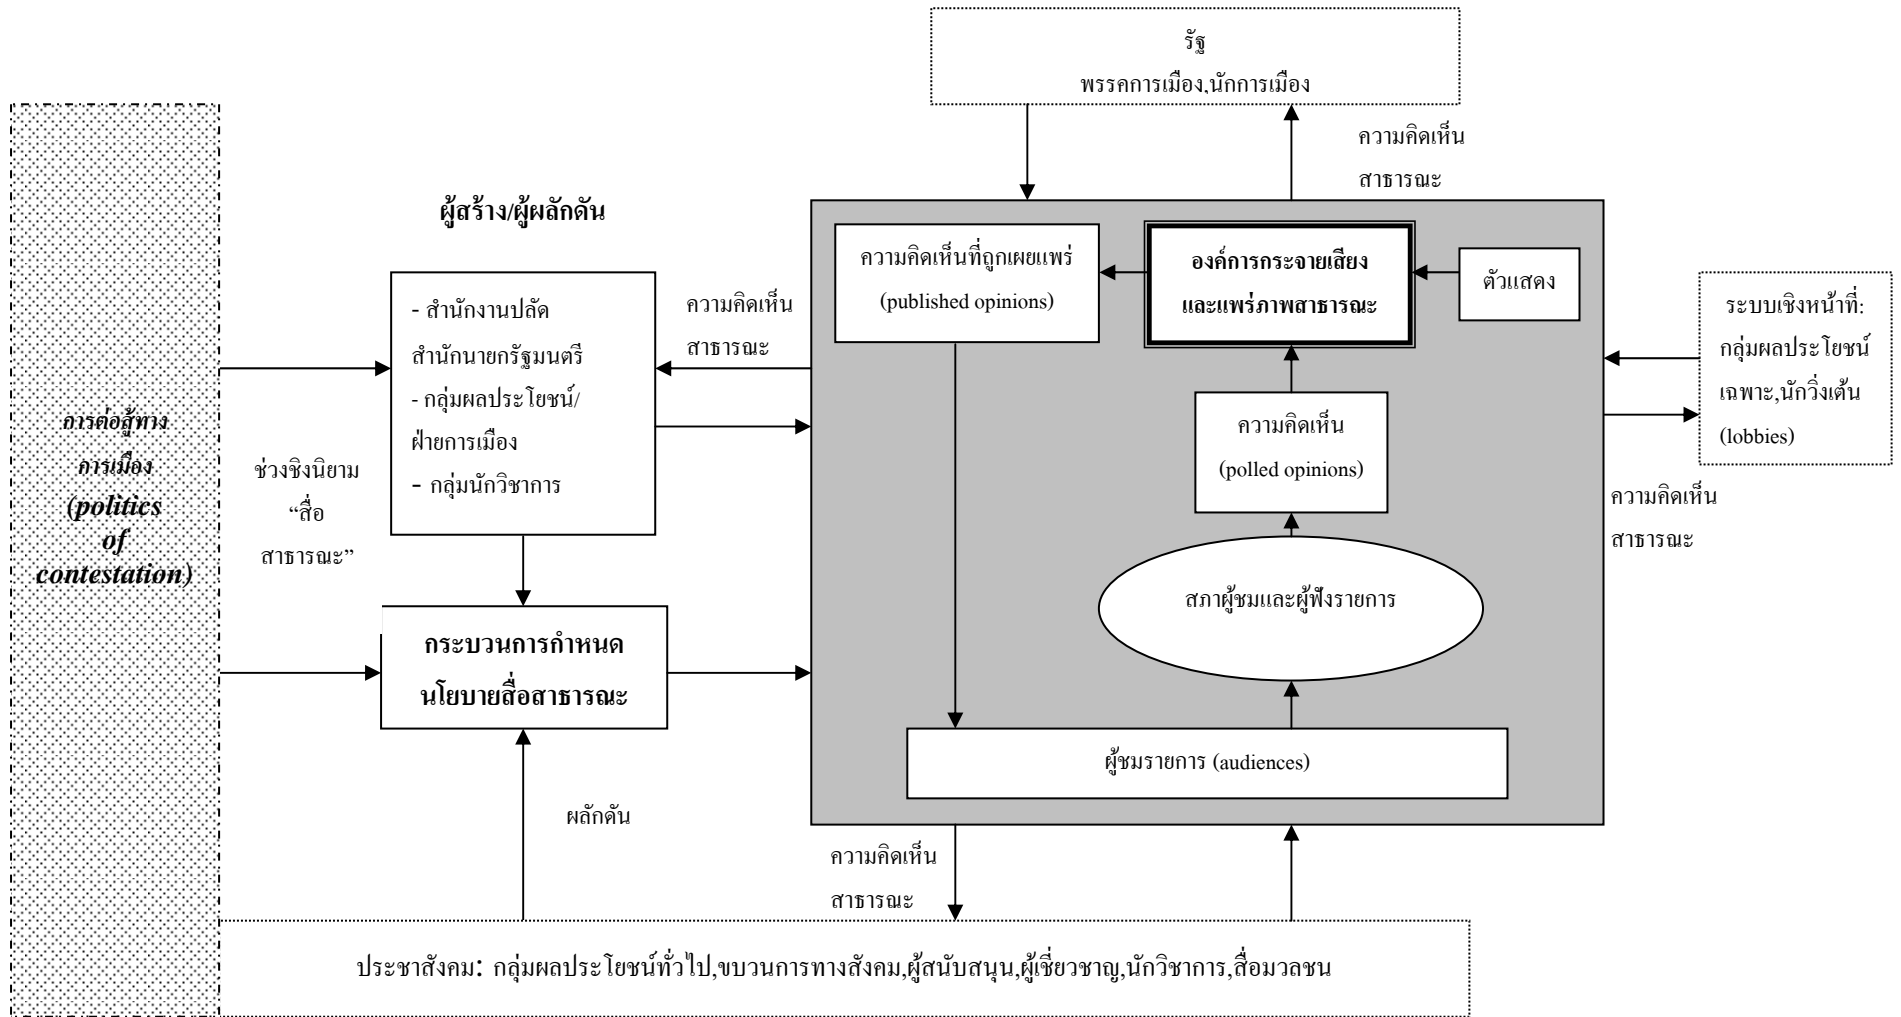 รัฐ
พรรคการเมือง,นักการเมือง
ความคิดเห็น
สาธารณะ
ผู้สร้าง/ผู้ผลักดัน
- สำนักงานปลัด
สำนักนายกรัฐมนตรี
- กลุ่มผลประโยชน์/
ฝ่ายการเมือง
- กลุ่มนักวิชาการ
ความคิดเห็น
สาธารณะ
ความคิดเห็นที่ถูกเผยแพร่
(published opinions)
องค์การกระจายเสียง
และแพร่ภาพสาธารณะ
ตัวแสดง
ระบบเชิงหน้าที่:
กลุ่มผลประโยชน์
เฉพาะ,นักวิ่งเต้น
(lobbies)
การต่อสู้ทาง
การเมือง
(politics
of
contestation)
ช่วงชิงนิยาม
“สื่อ
สาธารณะ”
ความคิดเห็น
(polled opinions)
ความคิดเห็น
สาธารณะ
สภาผู้ชมและผู้ฟังรายการ
กระบวนการกำหนด
นโยบายสื่อสาธารณะ
ผู้ชมรายการ (audiences)
ผลักดัน
ความคิดเห็น
สาธารณะ
ประชาสังคม: กลุ่มผลประโยชน์ทั่วไป,ขบวนการทางสังคม,ผู้สนับสนุน,ผู้เชี่ยวชาญ,นักวิชาการ,สื่อมวลชน